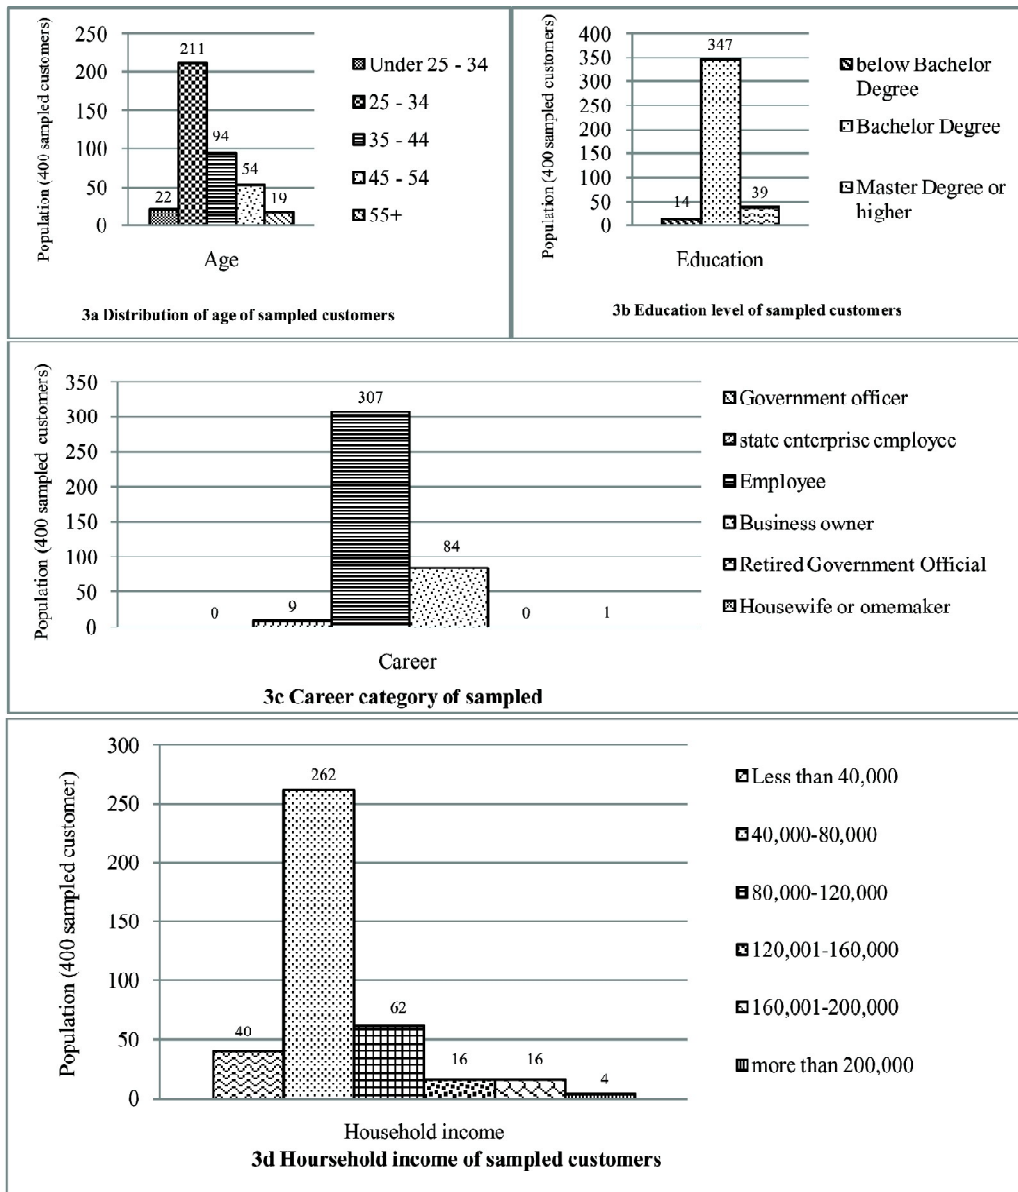 Population (400 sampled customers)
250
200
150
100
50
0
22
211
94
54
19
Under 25 - 34
25 - 34
35 - 44
45 - 54
55+
Age
3a Distribution of age of sampled customers
Population (400 sampled customers)
400
350
300
250
200
150
100
50
0
14
347
39
below Bachelor
Degree
Bachelor Degree
Master Degree or
higher
Education
3b Education level of sampled customers
Population (400 sampled customers)
350
300
250
200
150
100
50
0
0
9
307
84
0
1
Government officer
state enterprise employee
Employee
Business owner
Retired Government Official
Housewife or omemaker
Career
3c Career category of sampled
Population (400 sampled customer)
300
250
200
150
100
50
0
40
262
62
16
16
4
Less than 40,000
40,000-80,000
80,000-120,000
120,001-160,000
160,001-200,000
more than 200,000
Household income
3d Hoursehold income of sampled customers